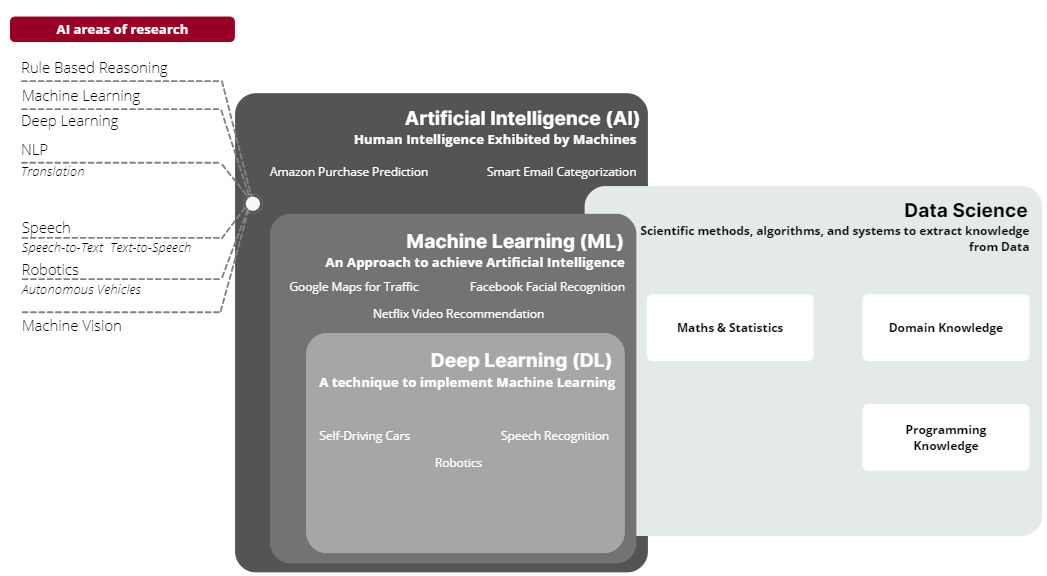 AI areas of research
Rule Based Reasoning
Machine Learning
Deep Learning
NLP
Translation
Speech
Speech-to-Text Text-to-Speech
Robotics
Autonomous Vehicles
Machine Vision
Artificial Intelligence (AI)
Human Intelligence Exhibited by Machines
Amazon Purchase Prediction
Smart Email Categorization
Machine Learning (ML)
An Approach to achieve Artificial Intelligence
Google Maps for Traffic
Facebook Facial Recognition
Netflix Video Recommendation
Deep Learning (DL)
A technique to implement Machine Learning
Self-Driving Cars
Speech Recognition
Robotics
Data Science
Scientific methods, algorithms, and systems to extract knowledge
from Data
Maths & Statistics
Domain Knowledge
Programming
Knowledge